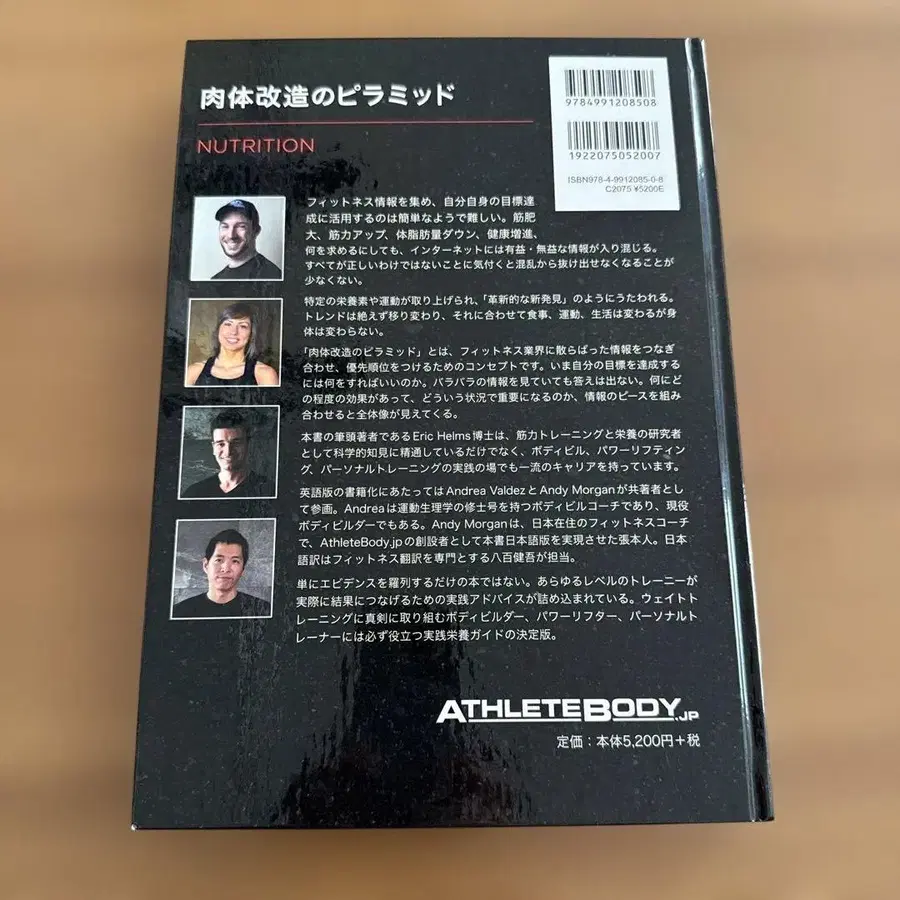 肉体改造のピラミッド
NUTRITION
9784991208508
1922075052007
ISBN978-4-9912085-0-8
C2075 ¥5200E
フィットネス情報を集め、自分自身の目標達
成に活用するのは簡単なようで難しい。筋肥
大、筋力アップ、体脂肪量ダウン、健康増進、
何を求めるにしても、インターネットには有益・無益な情報が入り混じる。
すべてが正しいわけではないことに気付くと混乱から抜け出せなくなることが
少なくない。
特定の栄養素や運動が取り上げられ、「革新的な新発見」のようにうたわれる。
トレンドは絶えず移り変わり、それに合わせて食事、運動、生活は変わるが身
体は変わらない。
「肉体改造のピラミッド」とは、フィットネス業界に散らばった情報をつなぎ
合わせ、優先順位をつけるためのコンセプトです。いま自分の目標を達成する
には何をすればいいのか。バラバラの情報を見ていても答えは出ない。何にど
の程度の効果があって、どういう状況で重要になるのか、情報のピースを組み
合わせると全体像が見えてくる。
本書の筆頭著者であるEric Helms博士は、筋力トレーニングと栄養の研究者
として科学的知見に精通しているだけでなく、ボディビル、パワーリフティン
グ、パーソナルトレーニングの実践の場でも一流のキャリアを持っています。
英語版の書籍化にあたってはAndrea ValdezとAndy Morganが共著者とし
て参画。Andreaは運動生理学の修士号を持つボディビルコーチであり、現役
ボディビルダーでもある。Andy Morganは、日本在住のフィットネスコーチ
で、AthleteBody.jpの創設者として本書日本語版を実現させた張本人。日本
語訳はフィットネス翻訳を専門とする八百健吾が担当。
単にエビデンスを羅列するだけの本ではない。あらゆるレベルのトレーニーが
実際に結果につなげるための実践アドバイスが詰め込まれている。ウェイトト
レーニングに真剣に取り組むボディビルダー、パワーリフター、パーソナルト
レーナーには必ず役立つ実践栄養ガイドの決定版。
ATHLETEBODY.JP
定価：本体5,200円＋税